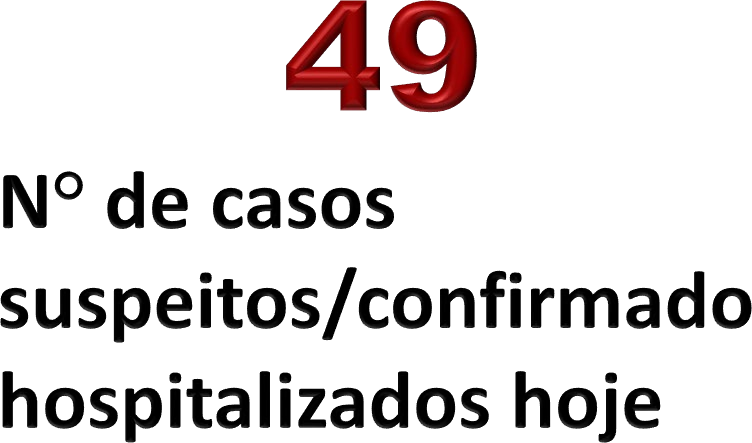 49
N° de casos
suspeitos/confirmado
hospitalizados hoje